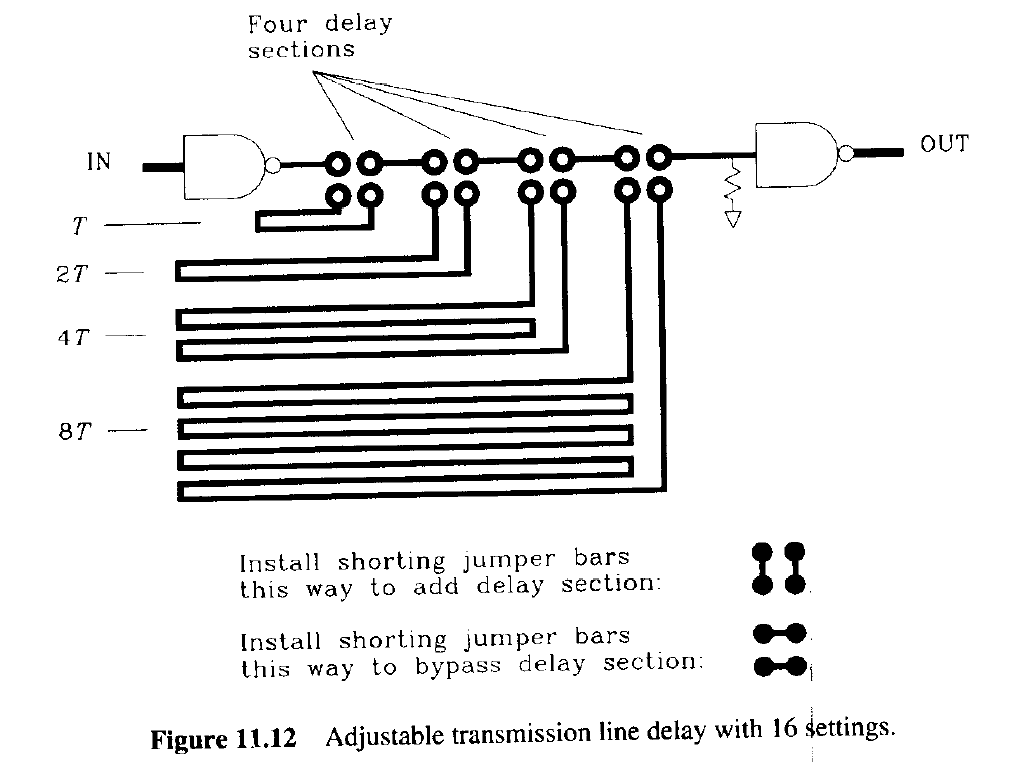 Four delay
sections
IN
OUT
T
2T
4T
8T
Install shorting jumper bars
this way to add delay section:
Install shorting jumper bars
this way to bypass delay section:
Figure 11.12 Adjustable transmission line delay with 16 settings.